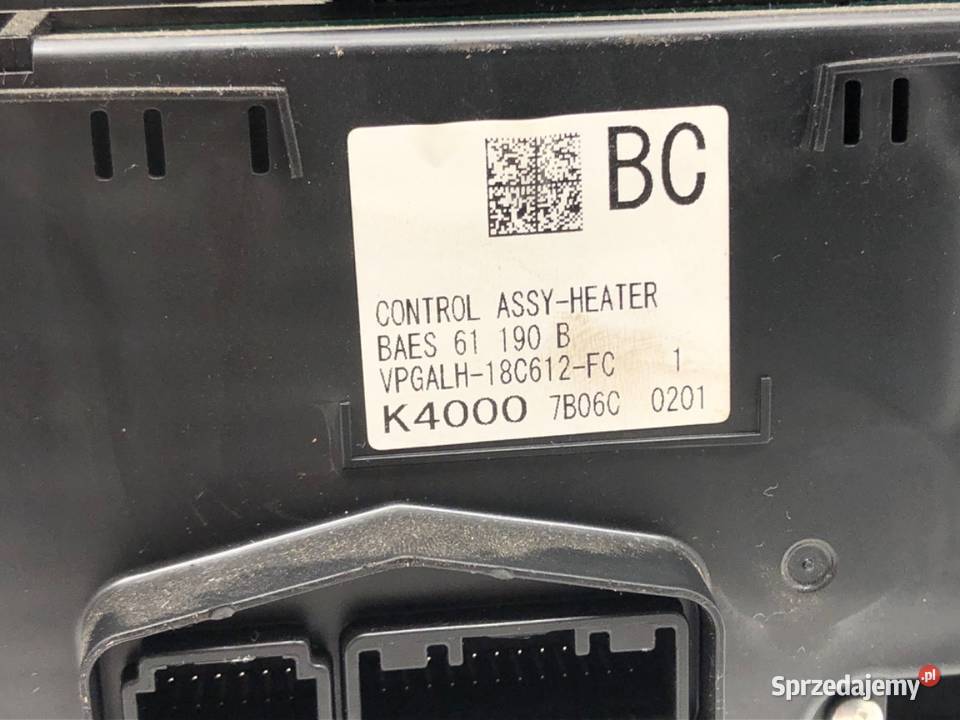 BC
CONTROL ASSY-HEATER
BAES 61 190 B
VPGALH-18C612-FC 1
K4000 7B06C 0201
Sprzedajemy.pl